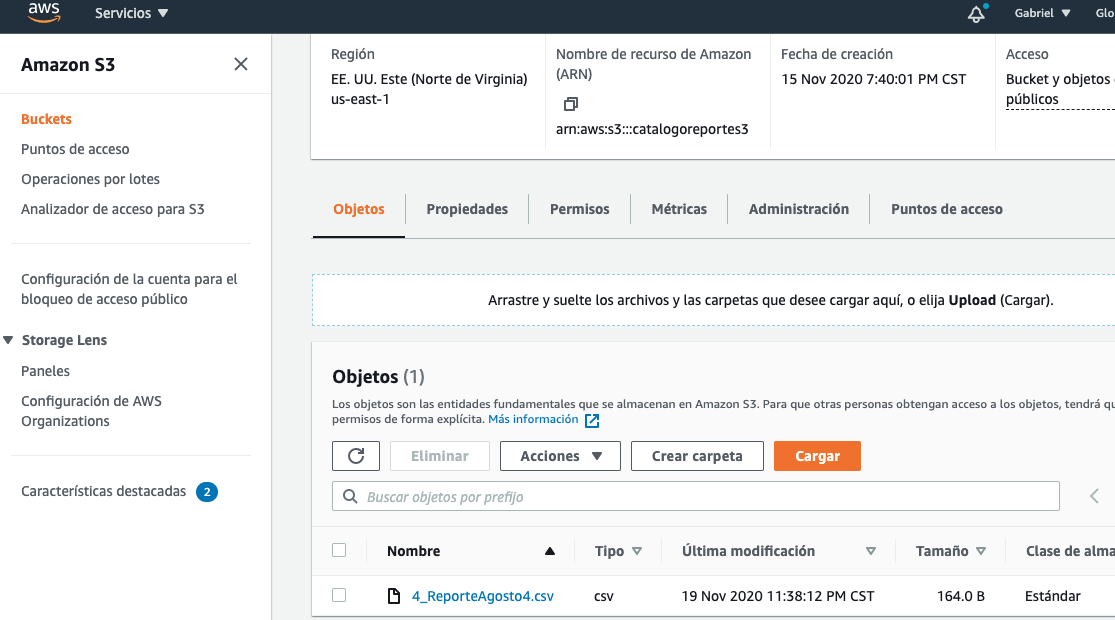 aws
Servicios
Gabriel
Glo
Amazon S3
Buckets
Puntos de acceso
Operaciones por lotes
Analizador de acceso para S3
Configuración de la cuenta para el
bloqueo de acceso público
Storage Lens
Paneles
Configuración de AWS
Organizations
Características destacadas 2
Región
EE. UU. Este (Norte de Virginia)
us-east-1
Nombre de recurso de Amazon
(ARN)
arn:aws:s3:::catalogoreportes3
Fecha de creación
15 Nov 2020 7:40:01 PM CST
Acceso
Bucket y objetos
públicos
Objetos
Propiedades
Permisos
Métricas
Administración
Puntos de acceso
Arrastre y suelte los archivos y las carpetas que desee cargar aquí, o elija Upload (Cargar).
Objetos (1)
Los objetos son las entidades fundamentales que se almacenan en Amazon S3. Para que otras personas obtengan acceso a los objetos, tendrá qu
permisos de forma explícita. Más información
Eliminar
Acciones
Crear carpeta
Cargar
Buscar objetos por prefijo
Nombre Tipo Última modificación Tamaño Clase de alma
4_ReporteAgosto4.csv csv 19 Nov 2020 11:38:12 PM CST 164.0 B Estándar